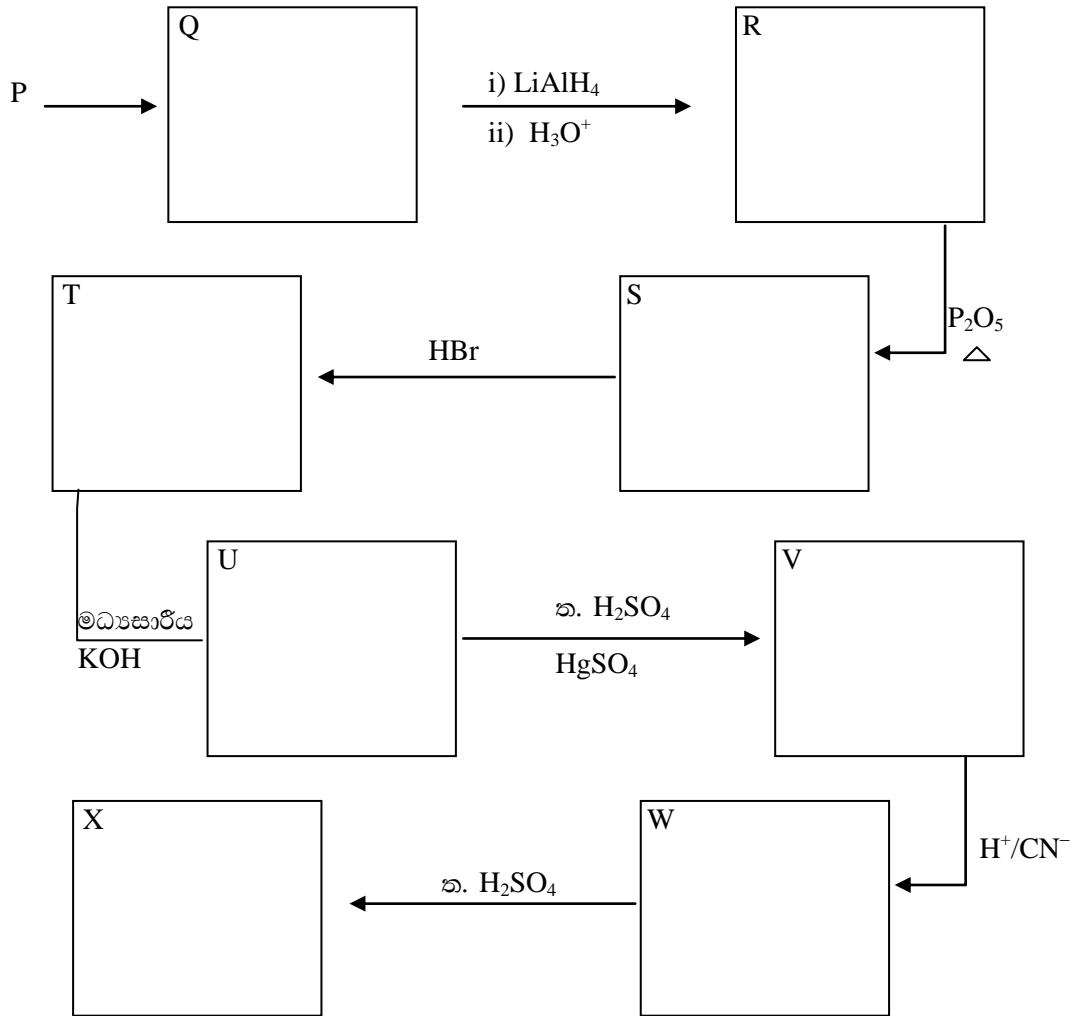 Q
R
P
i) LiAlH₄
ii) H₃O⁺
T
S
P₂O₅
△
HBr
U
V
මධ්‍යසාරීය
KOH
ත. H₂SO₄
HgSO₄
X
W
H⁺/CN⁻
ත. H₂SO₄